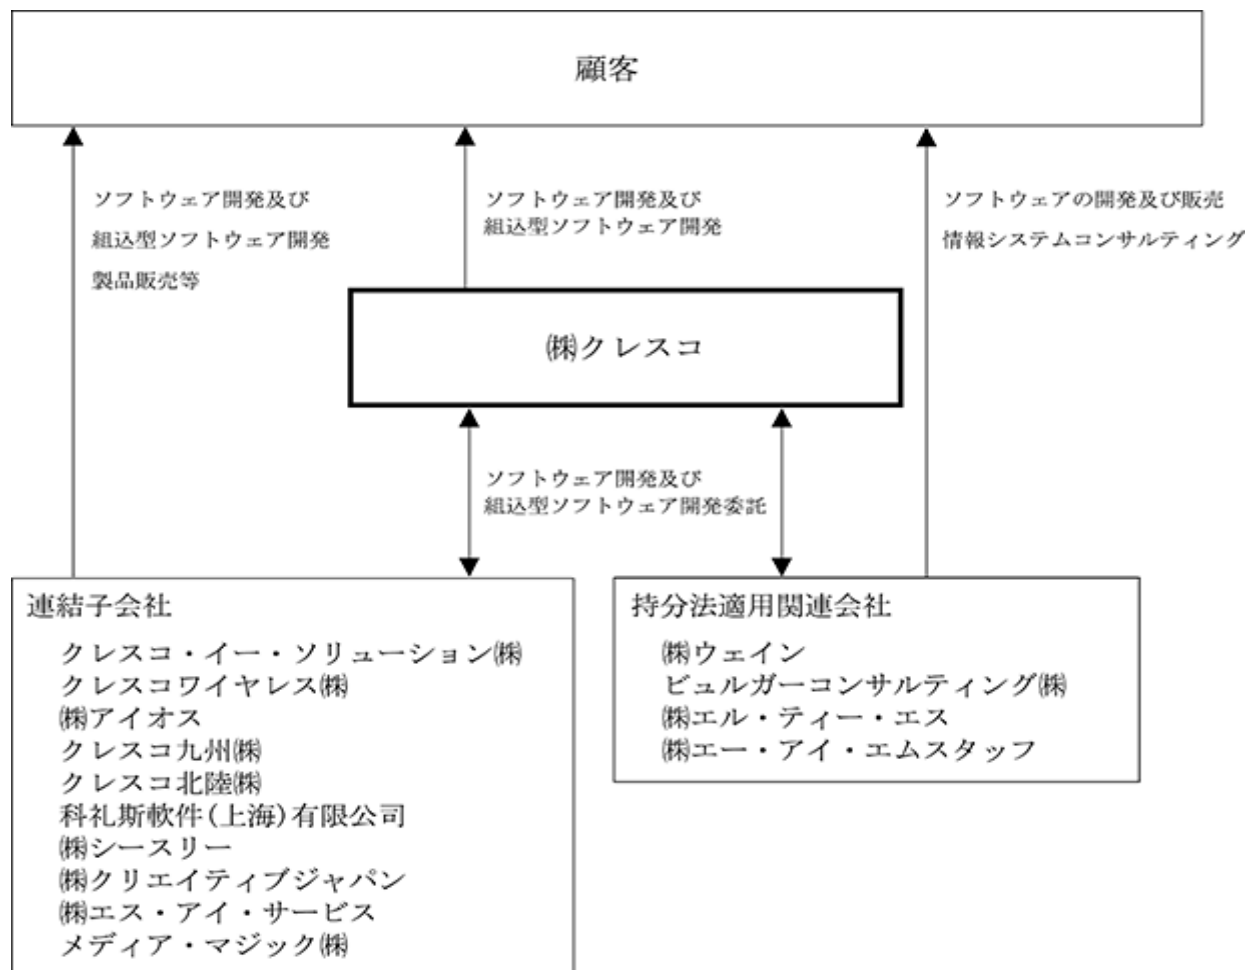 顧客
ソフトウェア開発及び
組込型ソフトウェア開発
製品販売等
ソフトウェア開発及び
組込型ソフトウェア開発
ソフトウェアの開発及び販売
情報システムコンサルティング
㈱クレスコ
ソフトウェア開発及び
組込型ソフトウェア開発委託
連結子会社
クレスコ・イー・ソリューション㈱
クレスコワイヤレス㈱
㈱アイオス
クレスコ九州㈱
クレスコ北陸㈱
科礼斯軟件(上海)有限公司
㈱シースリー
㈱クリエイティブジャパン
㈱エス・アイ・サービス
メディア・マジック㈱
持分法適用関連会社
㈱ウェイン
ビュルガーコンサルティング㈱
㈱エル・ティー・エス
㈱エー・アイ・エムスタッフ